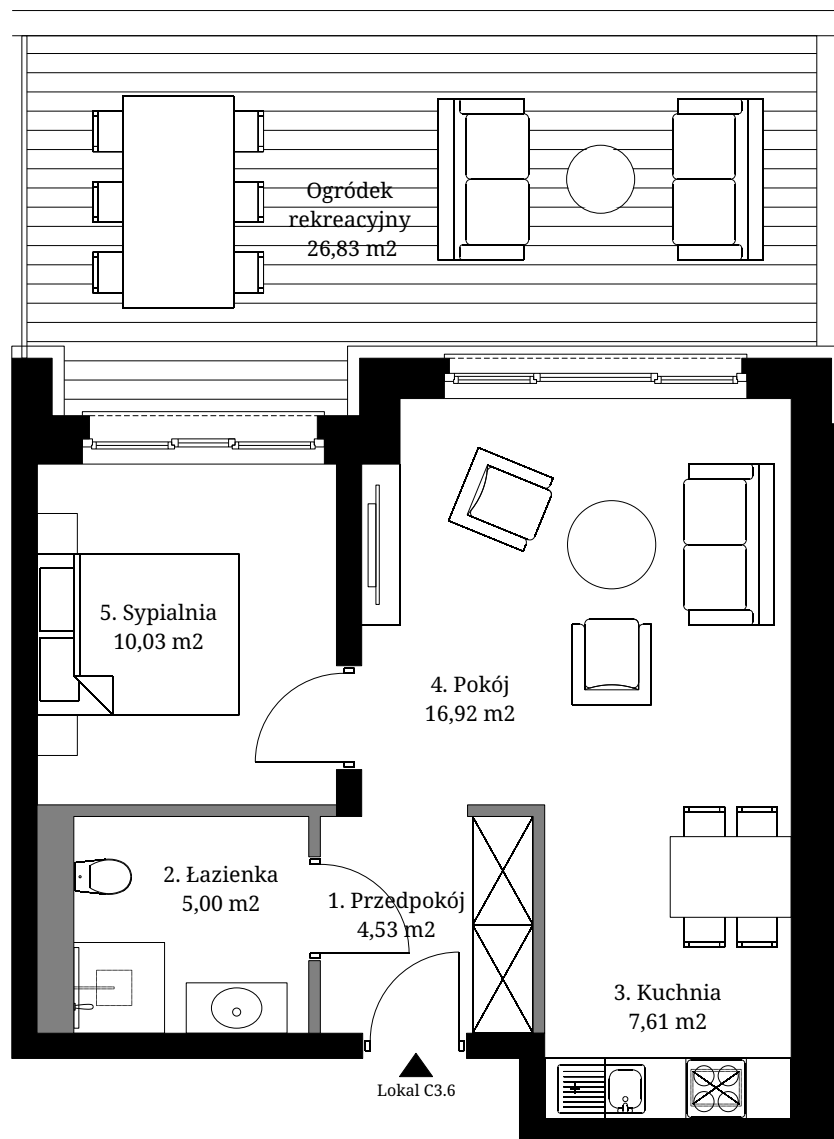 Ogródek
rekreacyjny
26,83 m2
5. Sypialnia
10,03 m2
4. Pokój
16,92 m2
2. Łazienka
5,00 m2
1. Przedpokój
4,53 m2
3. Kuchnia
7,61 m2
Lokal C3.6